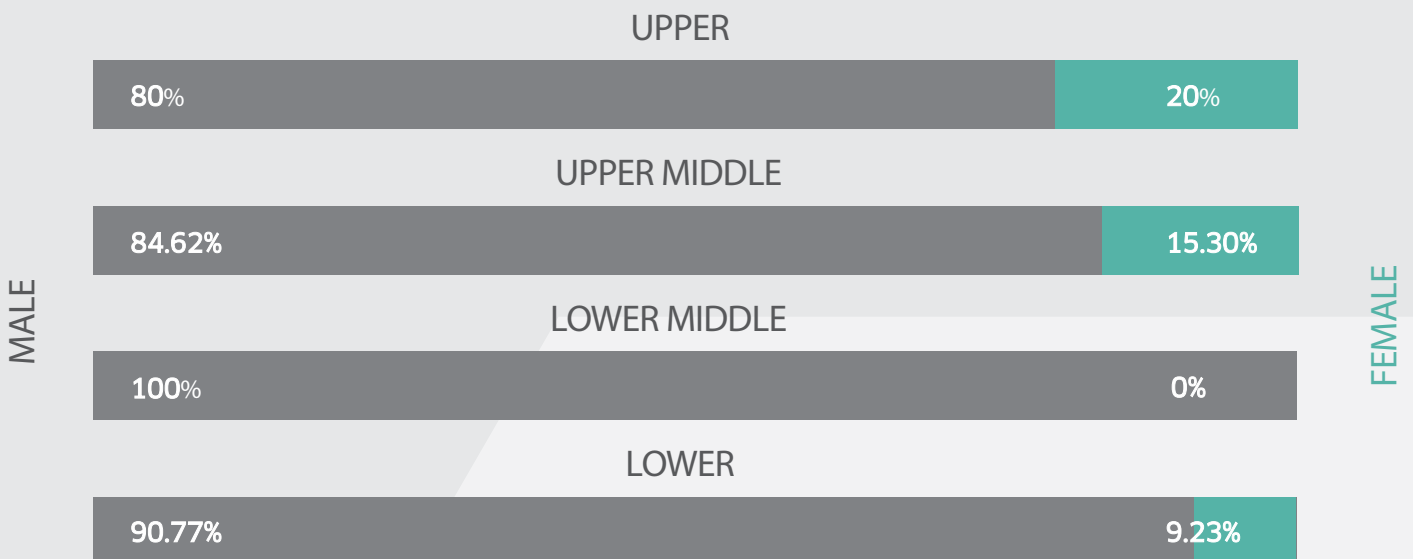 UPPER
80% 20%
UPPER MIDDLE
84.62% 15.30%
MALE
FEMALE
LOWER MIDDLE
100% 0%
LOWER
90.77% 9.23%